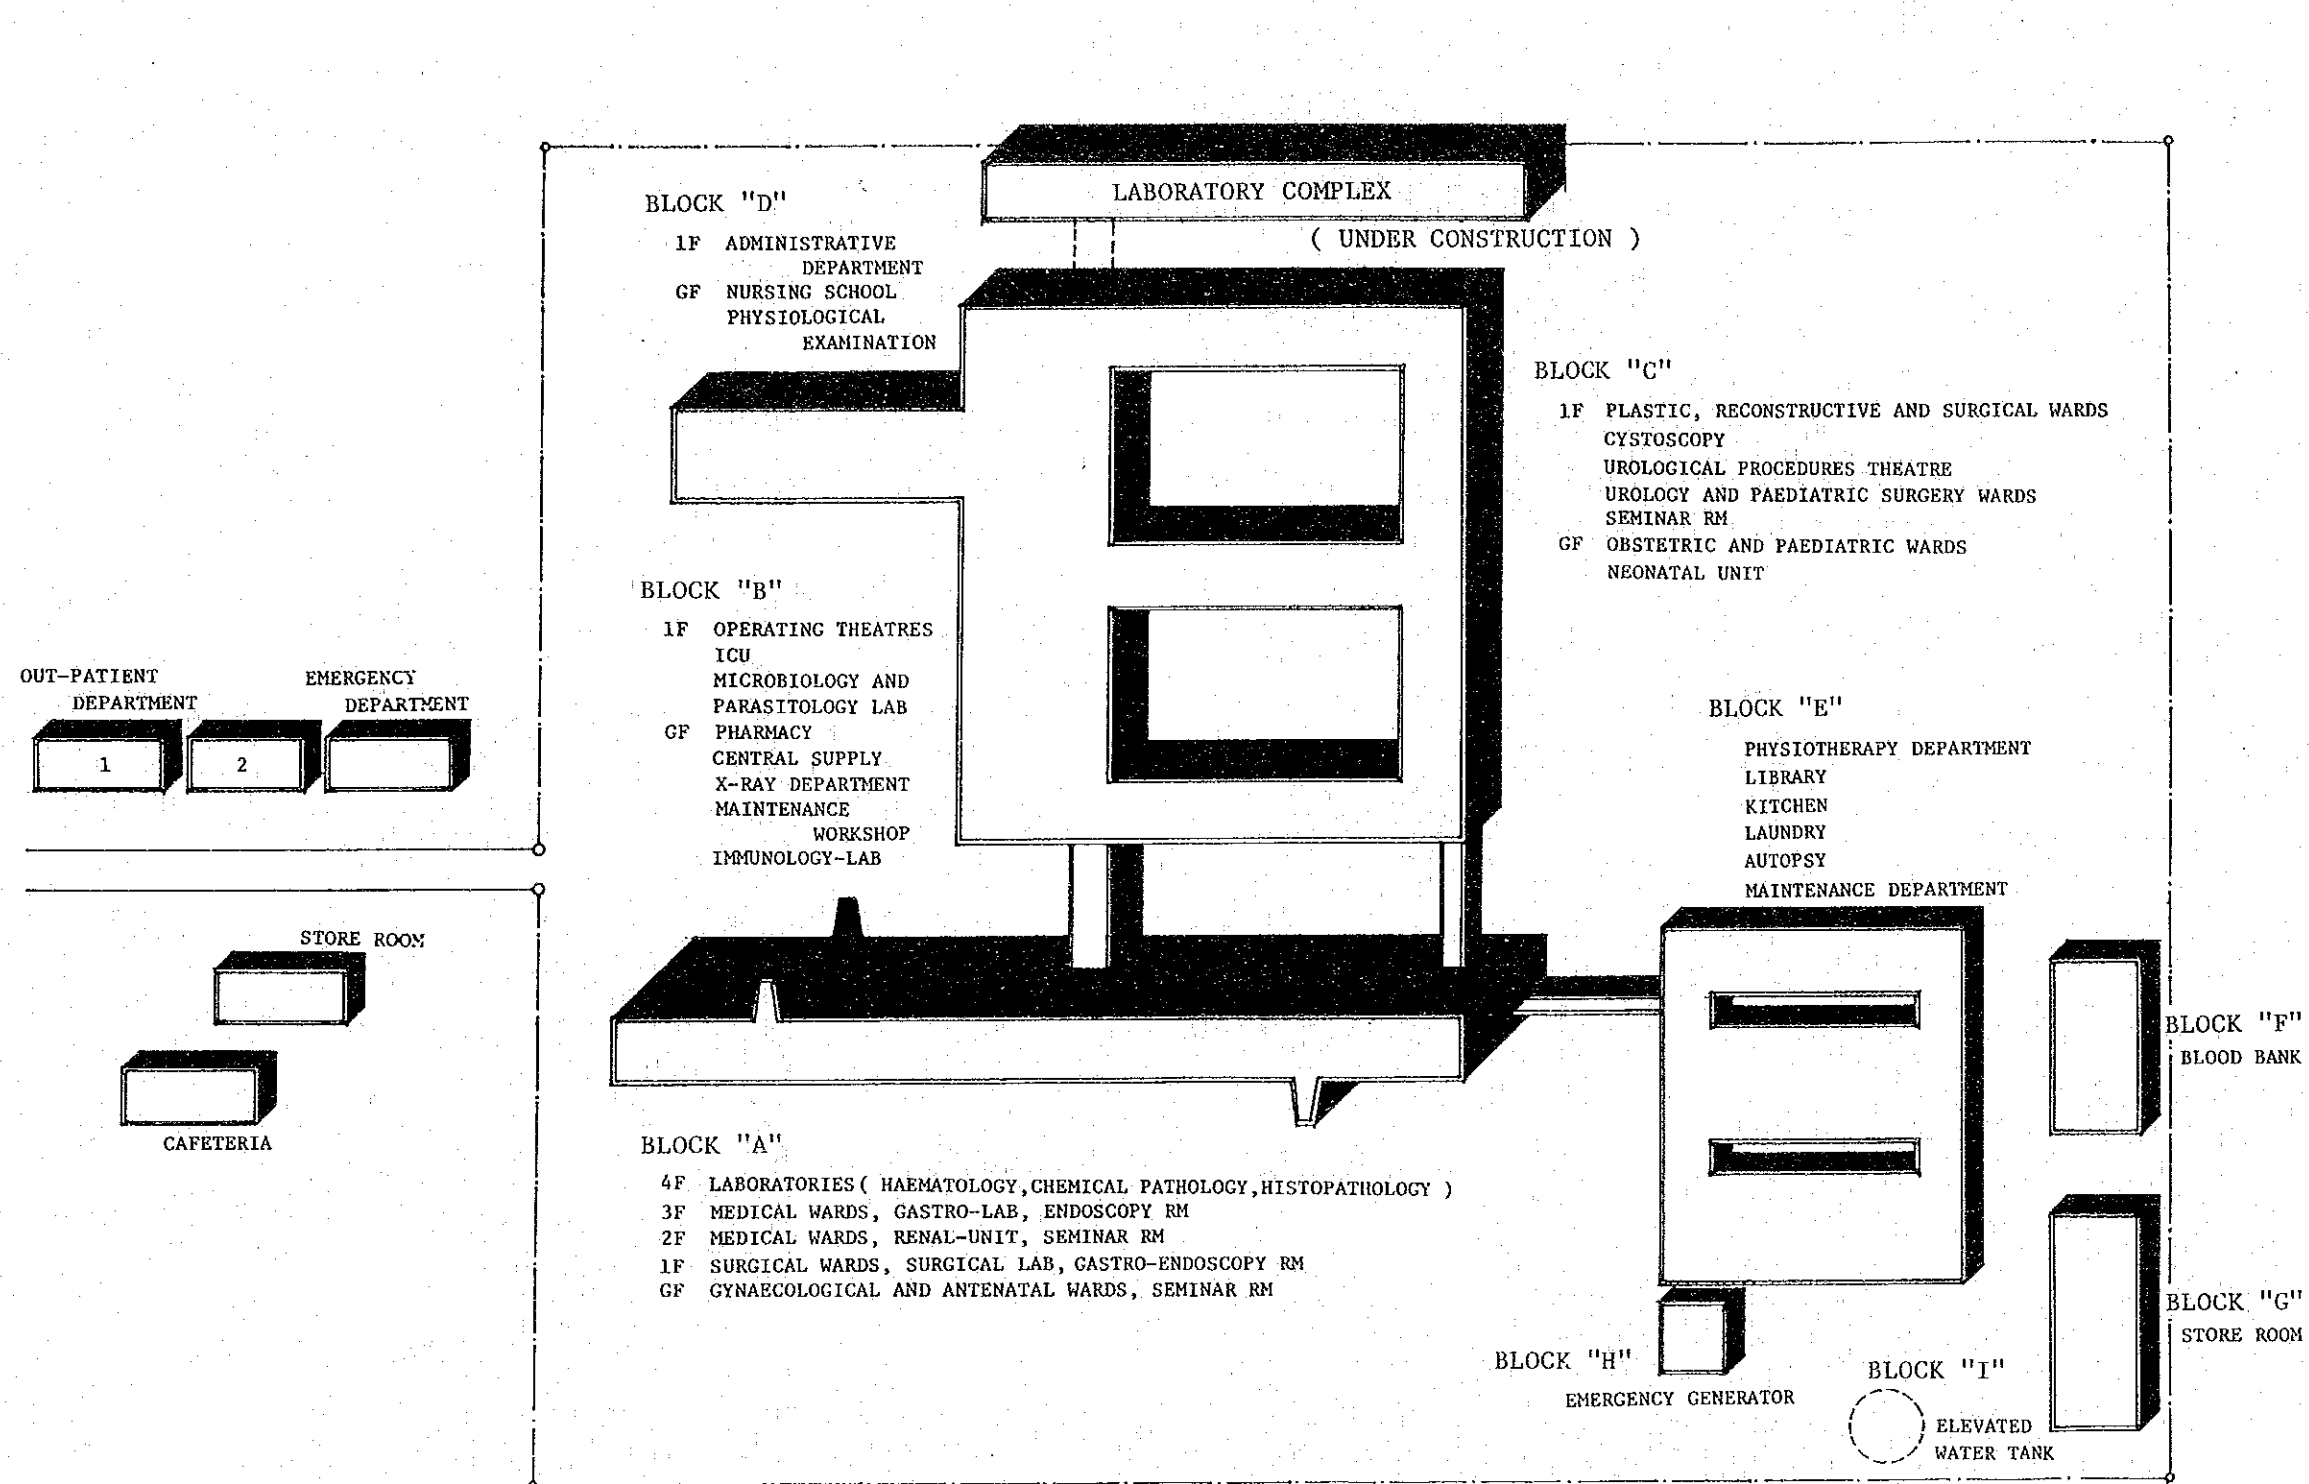 LABORATORY COMPLEX
( UNDER CONSTRUCTION )
BLOCK "D"
1F ADMINISTRATIVE
DEPARTMENT
GF NURSING SCHOOL
PHYSIOLOGICAL
EXAMINATION
BLOCK "C"
1F PLASTIC, RECONSTRUCTIVE AND SURGICAL WARDS
CYSTOSCOPY
UROLOGICAL PROCEDURES THEATRE
UROLOGY AND PAEDIATRIC SURGERY WARDS
SEMINAR RM
GF OBSTETRIC AND PAEDIATRIC WARDS
NEONATAL UNIT
BLOCK "B"
1F OPERATING THEATRES
ICU
MICROBIOLOGY AND
PARASITOLOGY LAB
GF PHARMACY
CENTRAL SUPPLY
X-RAY DEPARTMENT
MAINTENANCE
WORKSHOP
IMMUNOLOGY-LAB
OUT-PATIENT
DEPARTMENT
1
2
EMERGENCY
DEPARTMENT
BLOCK "E"
PHYSIOTHERAPY DEPARTMENT
LIBRARY
KITCHEN
LAUNDRY
AUTOPSY
MAINTENANCE DEPARTMENT
STORE ROOM
CAFETERIA
BLOCK "F"
BLOOD BANK
BLOCK "A"
4F LABORATORIES( HAEMATOLOGY,CHEMICAL PATHOLOGY,HISTOPATHOLOGY )
3F MEDICAL WARDS, GASTRO-LAB, ENDOSCOPY RM
2F MEDICAL WARDS, RENAL-UNIT, SEMINAR RM
1F SURGICAL WARDS, SURGICAL LAB, GASTRO-ENDOSCOPY RM
GF GYNAECOLOGICAL AND ANTENATAL WARDS, SEMINAR RM
BLOCK "G"
STORE ROOM
BLOCK "H"
EMERGENCY GENERATOR
BLOCK "I"
ELEVATED
WATER TANK